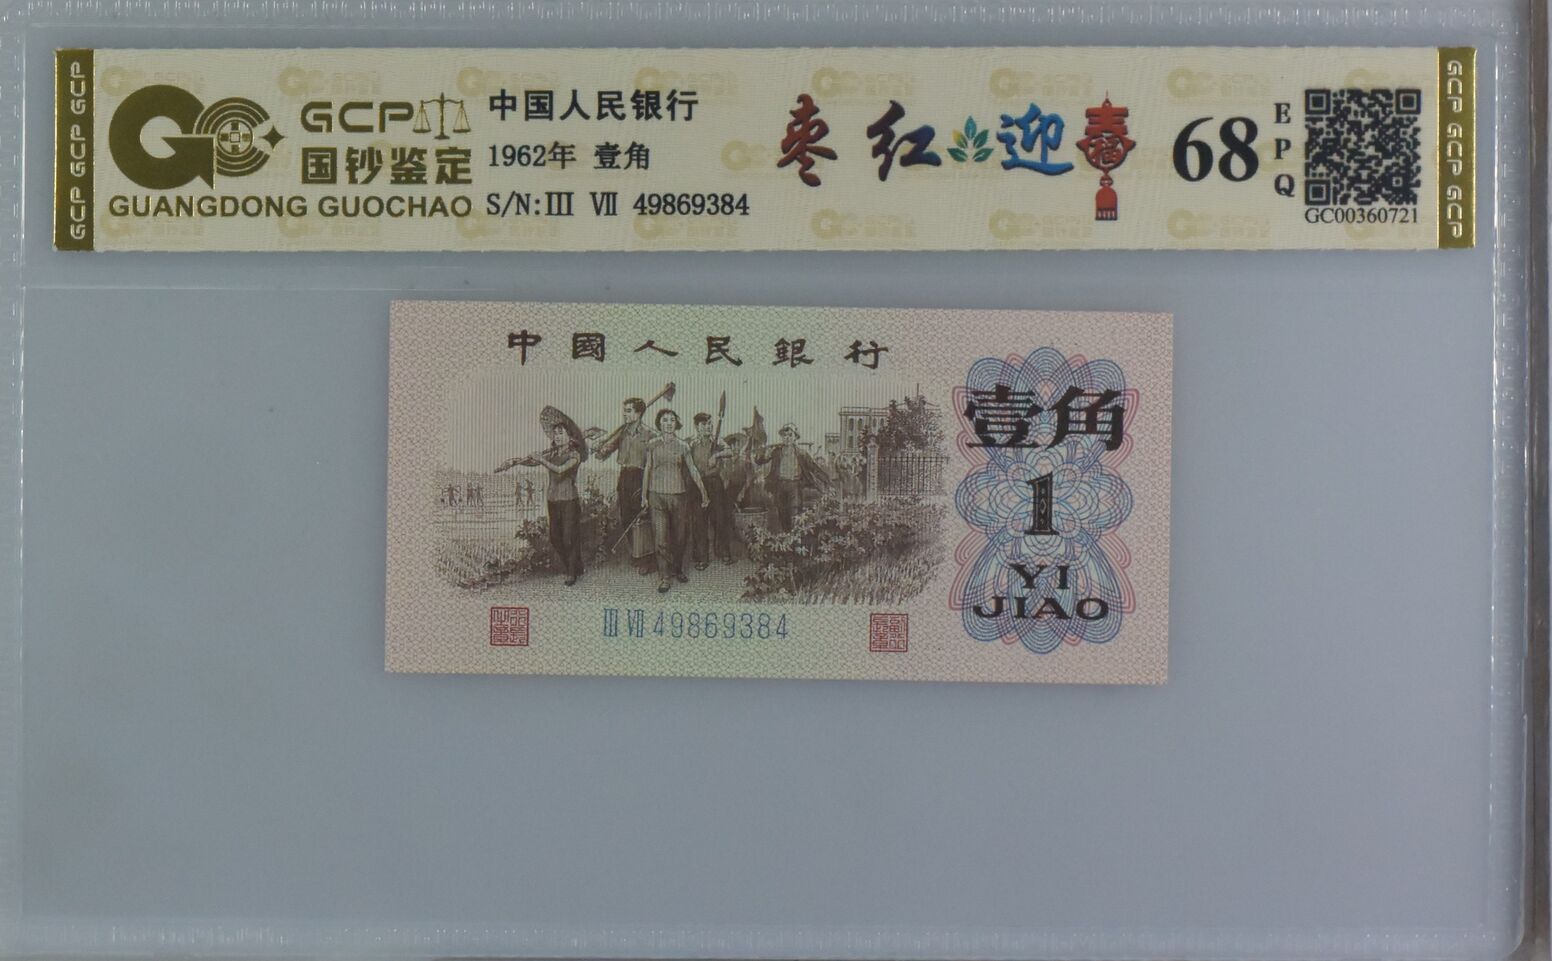 GCP GCP GCP
GCP
国钞鉴定
GUANGDONG GUOCHAO
中国人民银行
1962年 壹角
S/N:III VII 49869384
枣红迎春
福
68
EPQ
GC00360721
GCP GCP GCP
中國人民銀行
壹角
1
YI
JIAO
III VII 49869384